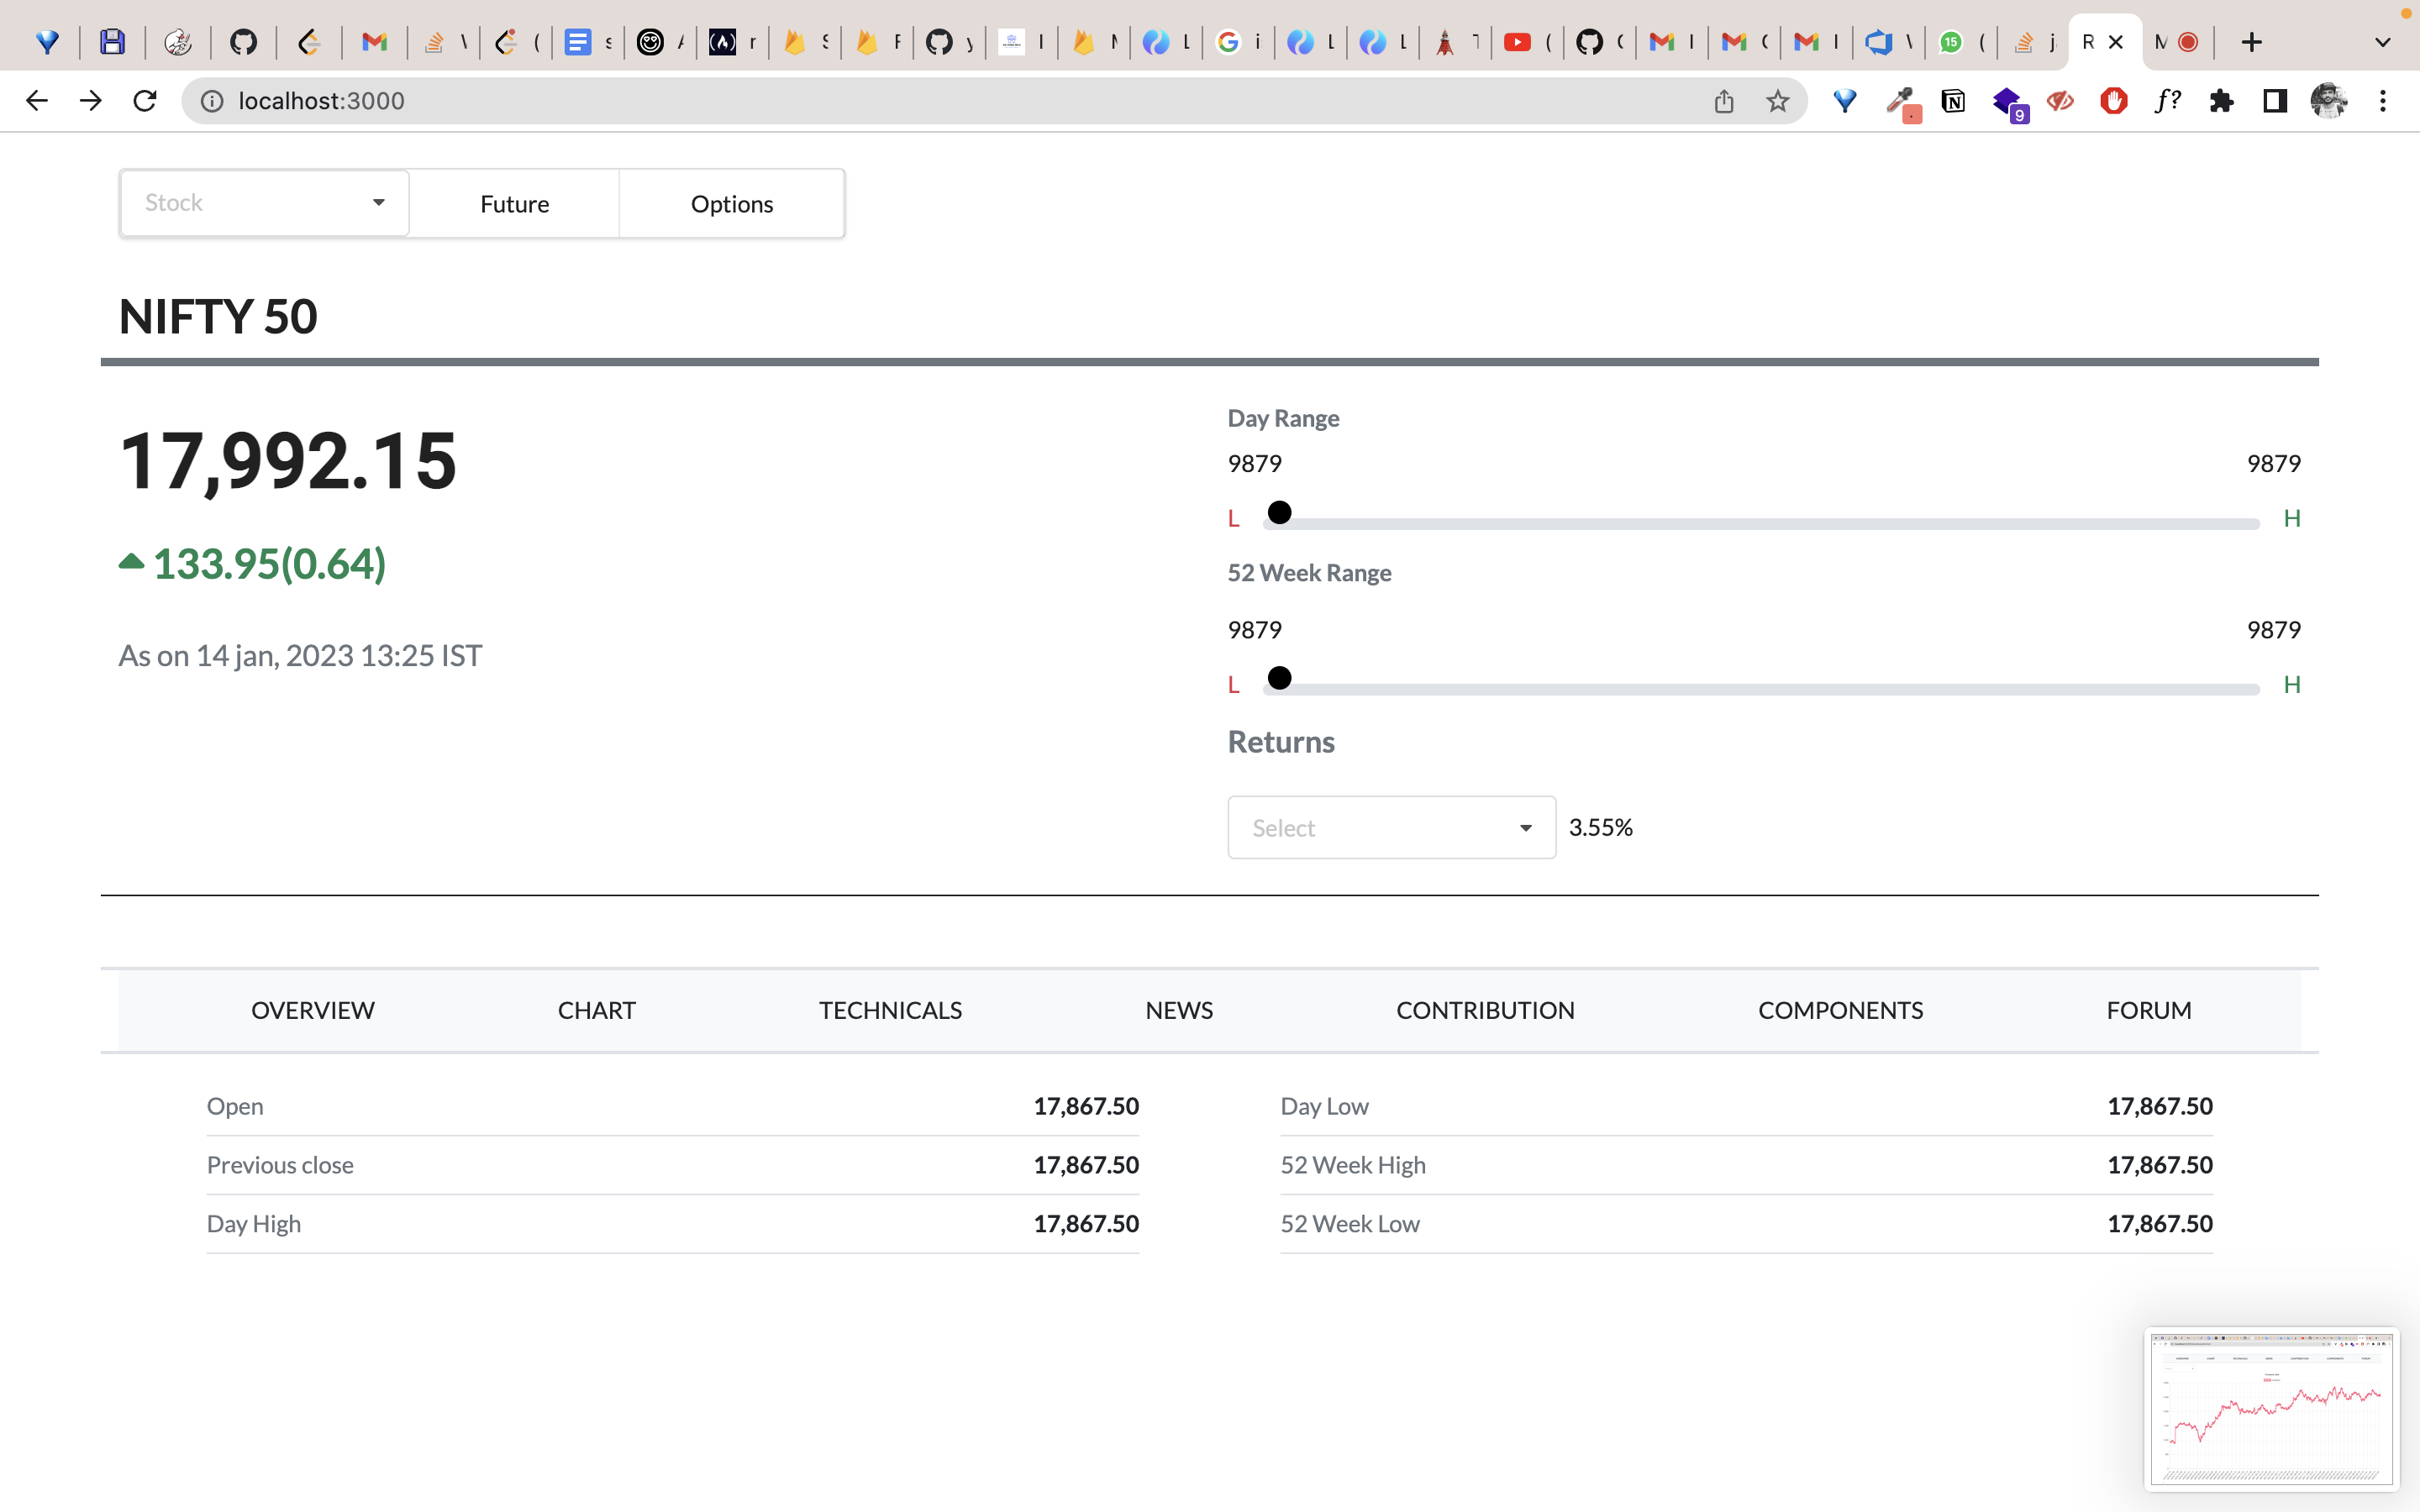 localhost:3000
Stock
Future
Options
NIFTY 50
17,992.15
133.95(0.64)
As on 14 jan, 2023 13:25 IST
Day Range
9879
9879
L
H
52 Week Range
9879
9879
L
H
Returns
Select
3.55%
OVERVIEW
CHART
TECHNICALS
NEWS
CONTRIBUTION
COMPONENTS
FORUM
Open
17,867.50
Day Low
17,867.50
Previous close
17,867.50
52 Week High
17,867.50
Day High
17,867.50
52 Week Low
17,867.50